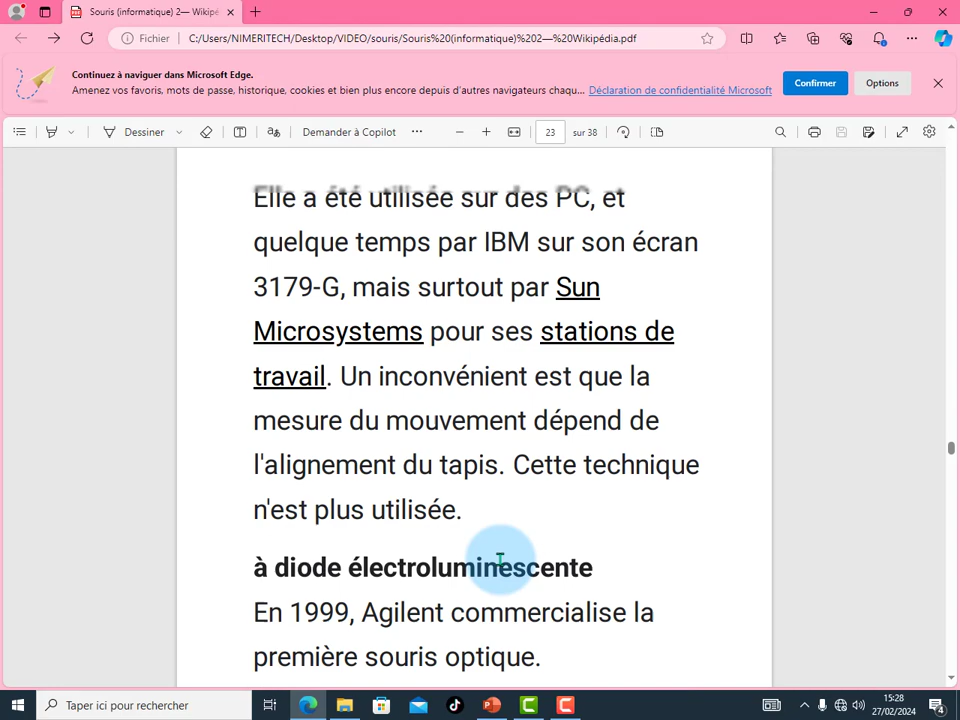 Souris (informatique) 2— Wikipé
Fichier
C:/Users/NIMERITECH/Desktop/VIDEO/souris/Souris%20(informatique)%202—%20Wikipédia.pdf
Continuez à naviguer dans Microsoft Edge.
Amenez vos favoris, mots de passe, historique, cookies et bien plus encore depuis d'autres navigateurs chaqu...
Déclaration de confidentialité Microsoft
Confirmer
Options
Dessiner
aあ
Demander à Copilot
23
sur 38
Elle a été utilisée sur des PC, et
quelque temps par IBM sur son écran
3179-G, mais surtout par Sun
Microsystems pour ses stations de
travail. Un inconvénient est que la
mesure du mouvement dépend de
l'alignement du tapis. Cette technique
n'est plus utilisée.
à diode électroluminescente
En 1999, Agilent commercialise la
première souris optique.
Taper ici pour rechercher
15:28
27/02/2024
4